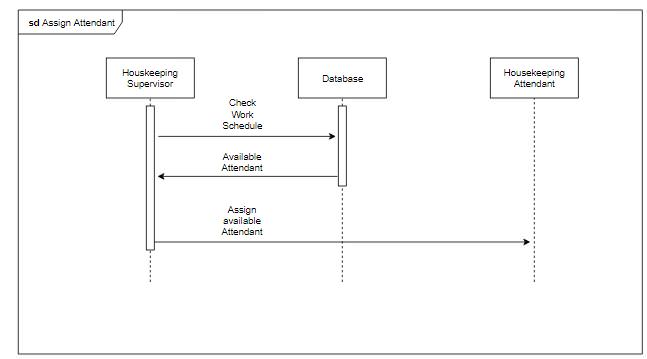 sd Assign Attendant
Houskeeping
Supervisor
Database
Housekeeping
Attendant
Check
Work
Schedule
Available
Attendant
Assign
available
Attendant